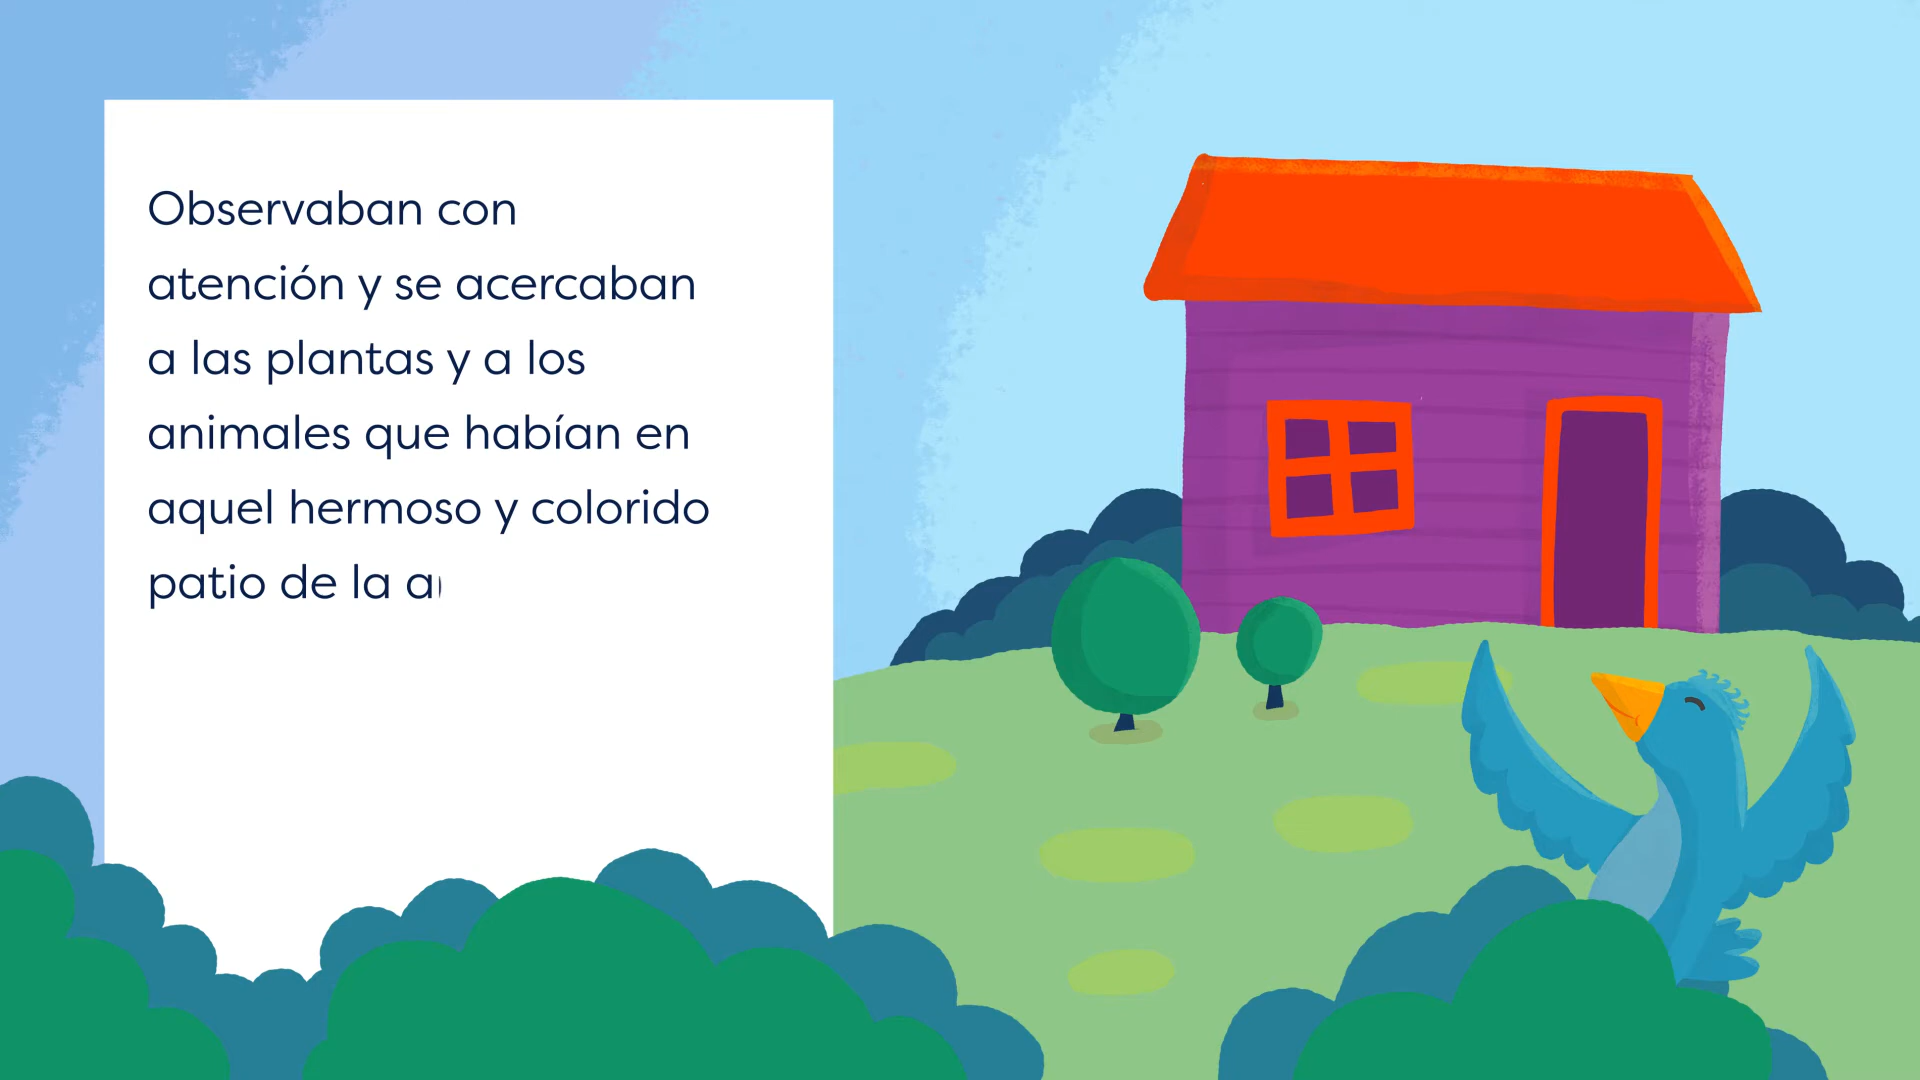 Observaban con
atención y se acercaban
a las plantas y a los
animales que habían en
aquel hermoso y colorido
patio de la